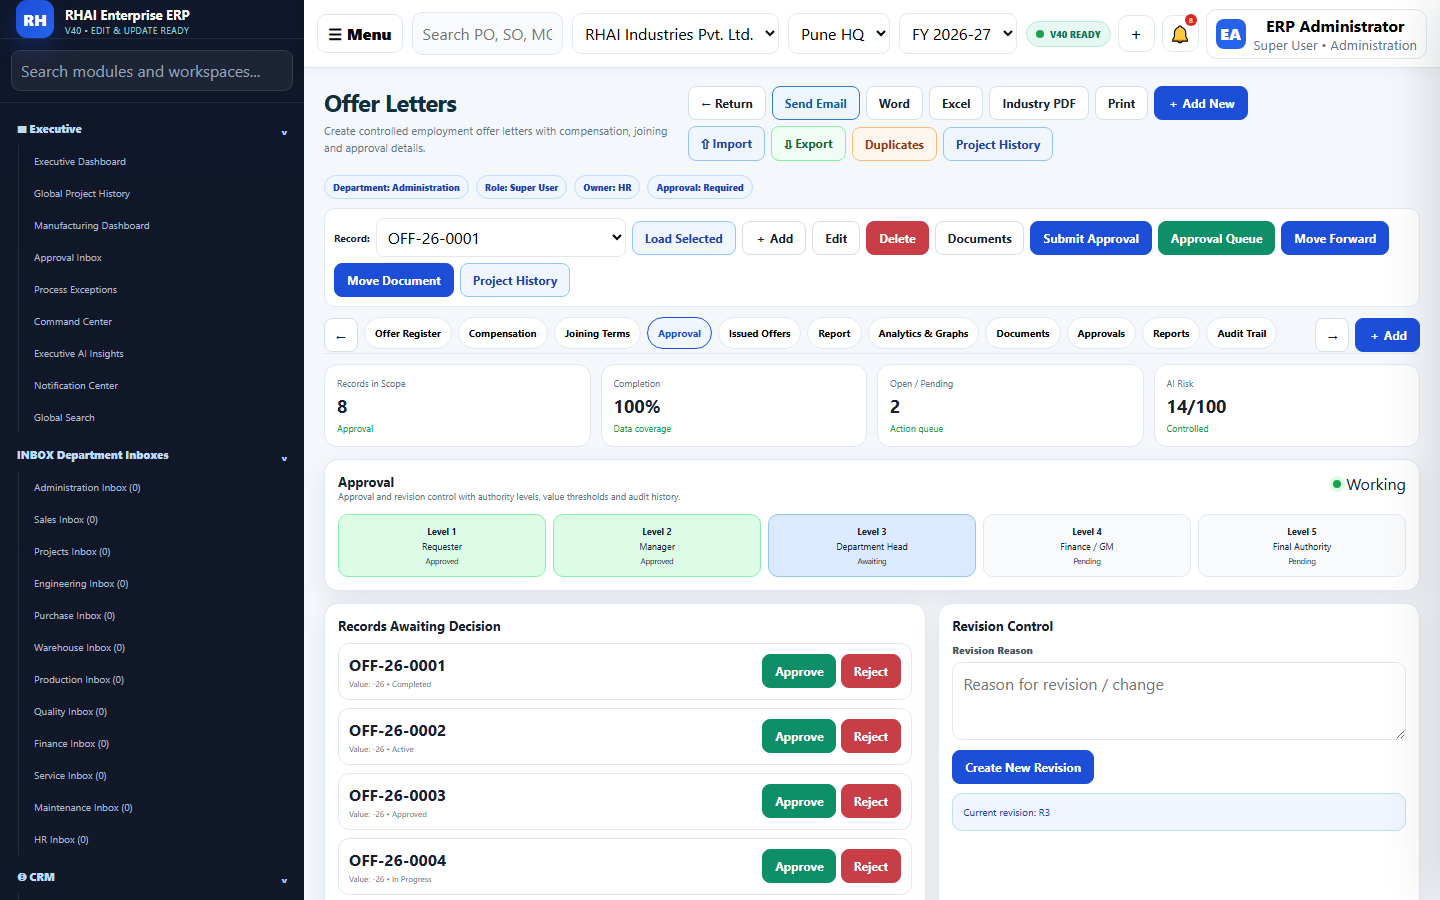 RH
RHAI Enterprise ERP
V40 • EDIT & UPDATE READY
Search modules and workspaces...
Executive
Executive Dashboard
Global Project History
Manufacturing Dashboard
Approval Inbox
Process Exceptions
Command Center
Executive AI Insights
Notification Center
Global Search
INBOX Department Inboxes
Administration Inbox (0)
Sales Inbox (0)
Projects Inbox (0)
Engineering Inbox (0)
Purchase Inbox (0)
Warehouse Inbox (0)
Production Inbox (0)
Quality Inbox (0)
Finance Inbox (0)
Service Inbox (0)
Maintenance Inbox (0)
HR Inbox (0)
CRM
☰ Menu
Search PO, SO, MC
RHAI Industries Pvt. Ltd.
Pune HQ
FY 2026-27
V40 READY
+
8
EA
ERP Administrator
Super User • Administration
Offer Letters
Create controlled employment offer letters with compensation, joining
and approval details.
← Return
Send Email
Word
Excel
Industry PDF
Print
+ Add New
⇧ Import
⇩ Export
Duplicates
Project History
Department: Administration
Role: Super User
Owner: HR
Approval: Required
Record:
OFF-26-0001
Load Selected
+ Add
Edit
Delete
Documents
Submit Approval
Approval Queue
Move Forward
Move Document
Project History
←
Offer Register
Compensation
Joining Terms
Approval
Issued Offers
Report
Analytics & Graphs
Documents
Approvals
Reports
Audit Trail
→
+ Add
Records in Scope
8
Approval
Completion
100%
Data coverage
Open / Pending
2
Action queue
AI Risk
14/100
Controlled
Approval
Approval and revision control with authority levels, value thresholds and audit history.
Working
Level 1
Requester
Approved
Level 2
Manager
Approved
Level 3
Department Head
Awaiting
Level 4
Finance / GM
Pending
Level 5
Final Authority
Pending
Records Awaiting Decision
OFF-26-0001
Value: -26 • Completed
Approve
Reject
OFF-26-0002
Value: -26 • Active
Approve
Reject
OFF-26-0003
Value: -26 • Approved
Approve
Reject
OFF-26-0004
Value: -26 • In Progress
Approve
Reject
Revision Control
Revision Reason
Reason for revision / change
Create New Revision
Current revision: R3